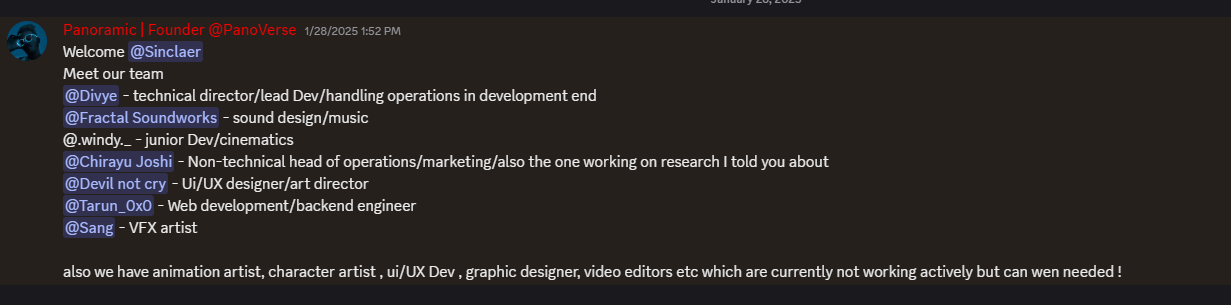 January 28, 2025
Panoramic | Founder @PanoVerse 1/28/2025 1:52 PM
Welcome @Sinclaer
Meet our team
@Divye - technical director/lead Dev/handling operations in development end
@Fractal Soundworks - sound design/music
@.windy._ - junior Dev/cinematics
@Chirayu Joshi - Non-technical head of operations/marketing/also the one working on research I told you about
@Devil not cry - Ui/UX designer/art director
@Tarun_0x0 - Web development/backend engineer
@Sang - VFX artist
also we have animation artist, character artist , ui/UX Dev , graphic designer, video editors etc which are currently not working actively but can wen needed !